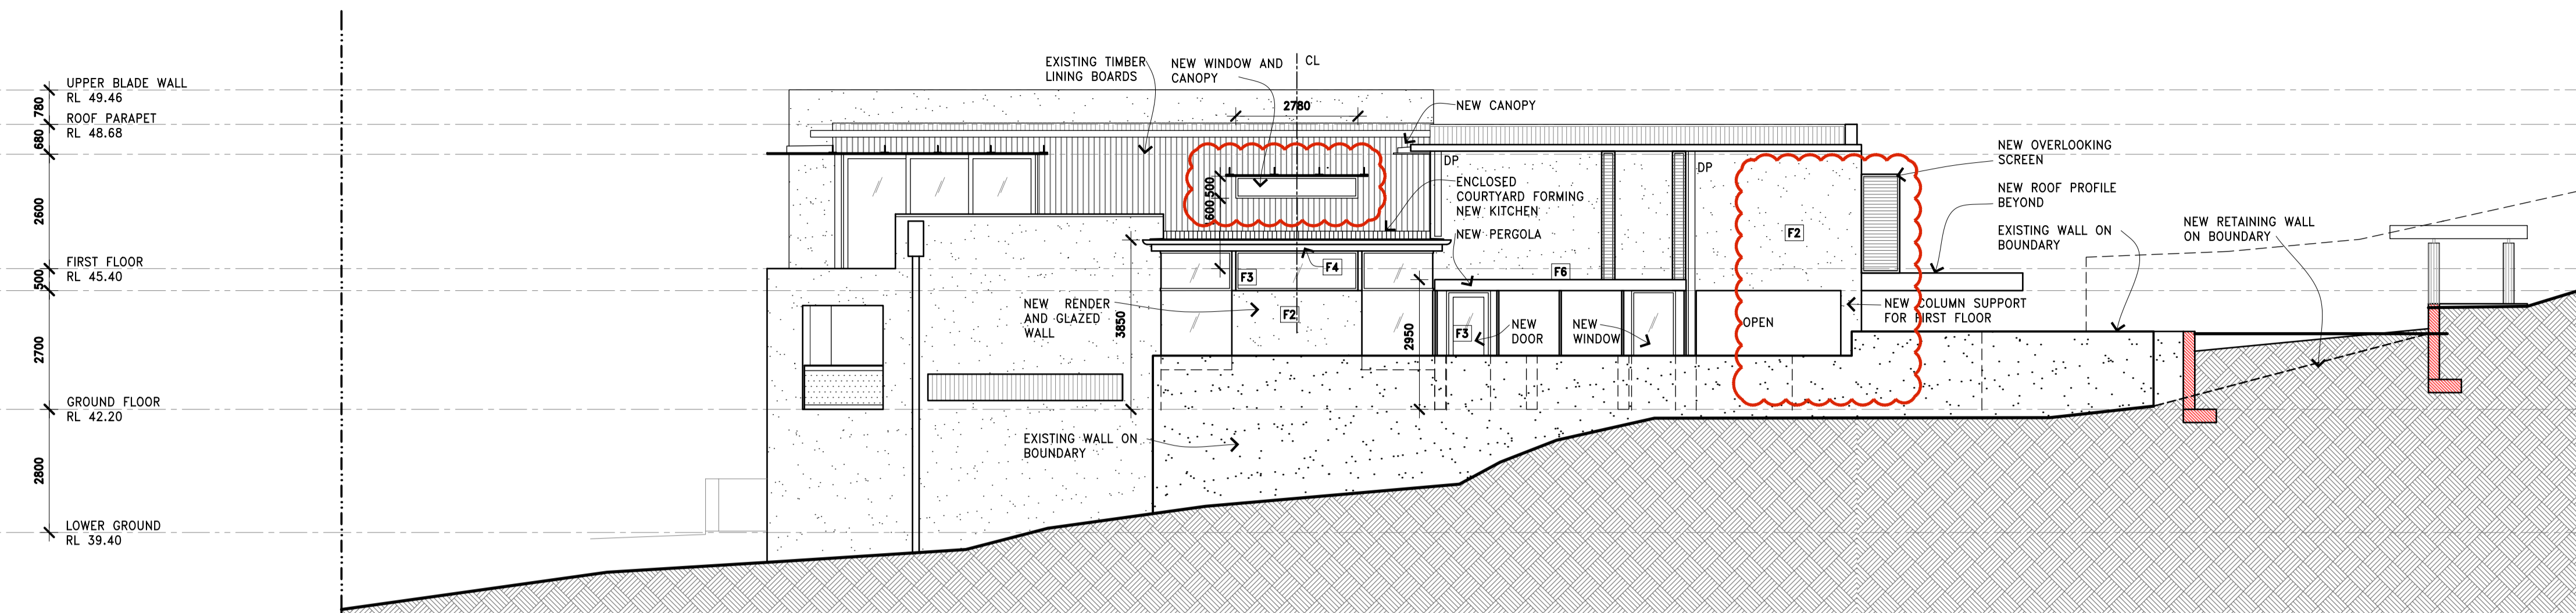 UPPER BLADE WALL
RL 49.46
780
ROOF PARAPET
RL 48.68
680
2600
FIRST FLOOR
RL 45.40
500
2700
GROUND FLOOR
RL 42.20
2800
LOWER GROUND
RL 39.40
EXISTING TIMBER
LINING BOARDS
NEW WINDOW AND
CANOPY
CL
2780
NEW CANOPY
500
600
DP
ENCLOSED
COURTYARD FORMING
NEW KITCHEN
NEW PERGOLA
DP
F2
NEW OVERLOOKING
SCREEN
NEW ROOF PROFILE
BEYOND
EXISTING WALL ON
BOUNDARY
NEW RETAINING WALL
ON BOUNDARY
F3
F4
F6
NEW RENDER
AND GLAZED
WALL
F2
3850
2950
F3
NEW
DOOR
NEW
WINDOW
OPEN
NEW COLUMN SUPPORT
FOR FIRST FLOOR
EXISTING WALL ON
BOUNDARY